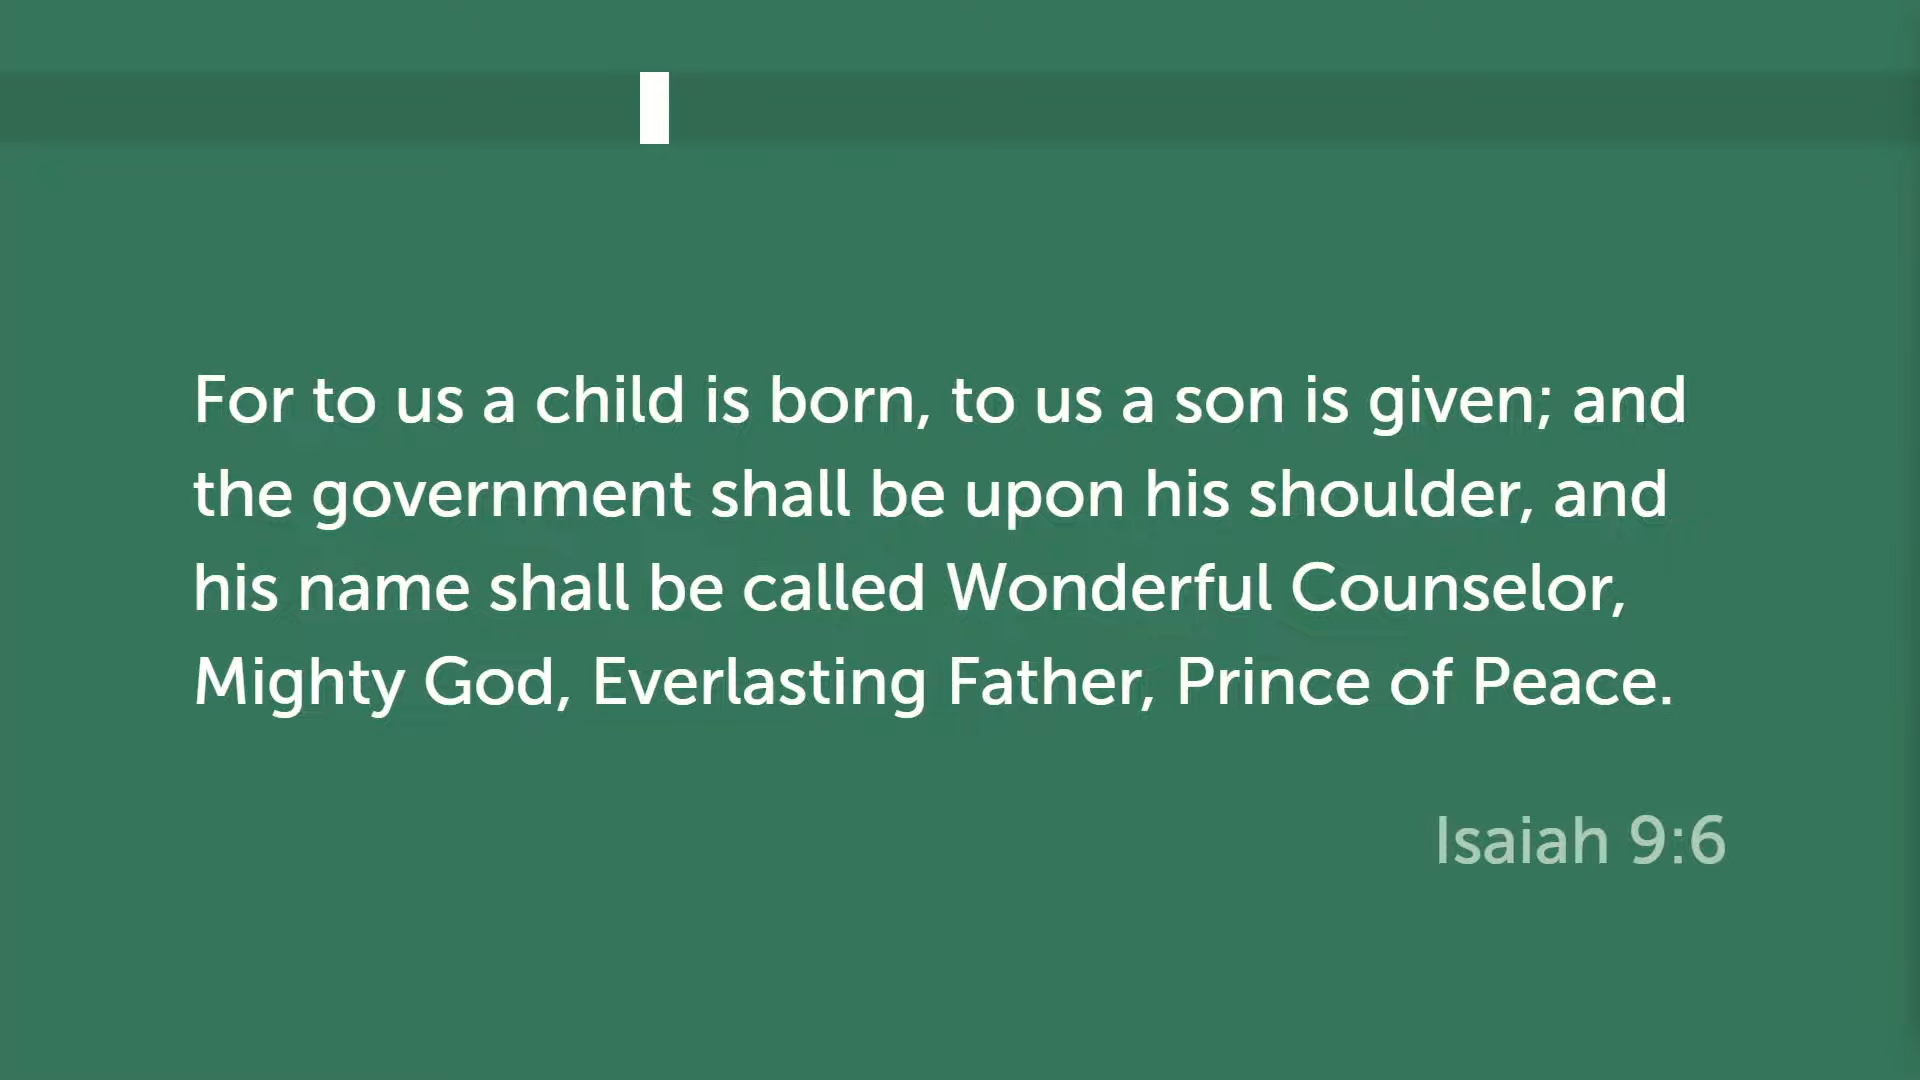 For to us a child is born, to us a son is given; and
the government shall be upon his shoulder, and
his name shall be called Wonderful Counselor,
Mighty God, Everlasting Father, Prince of Peace.
Isaiah 9:6